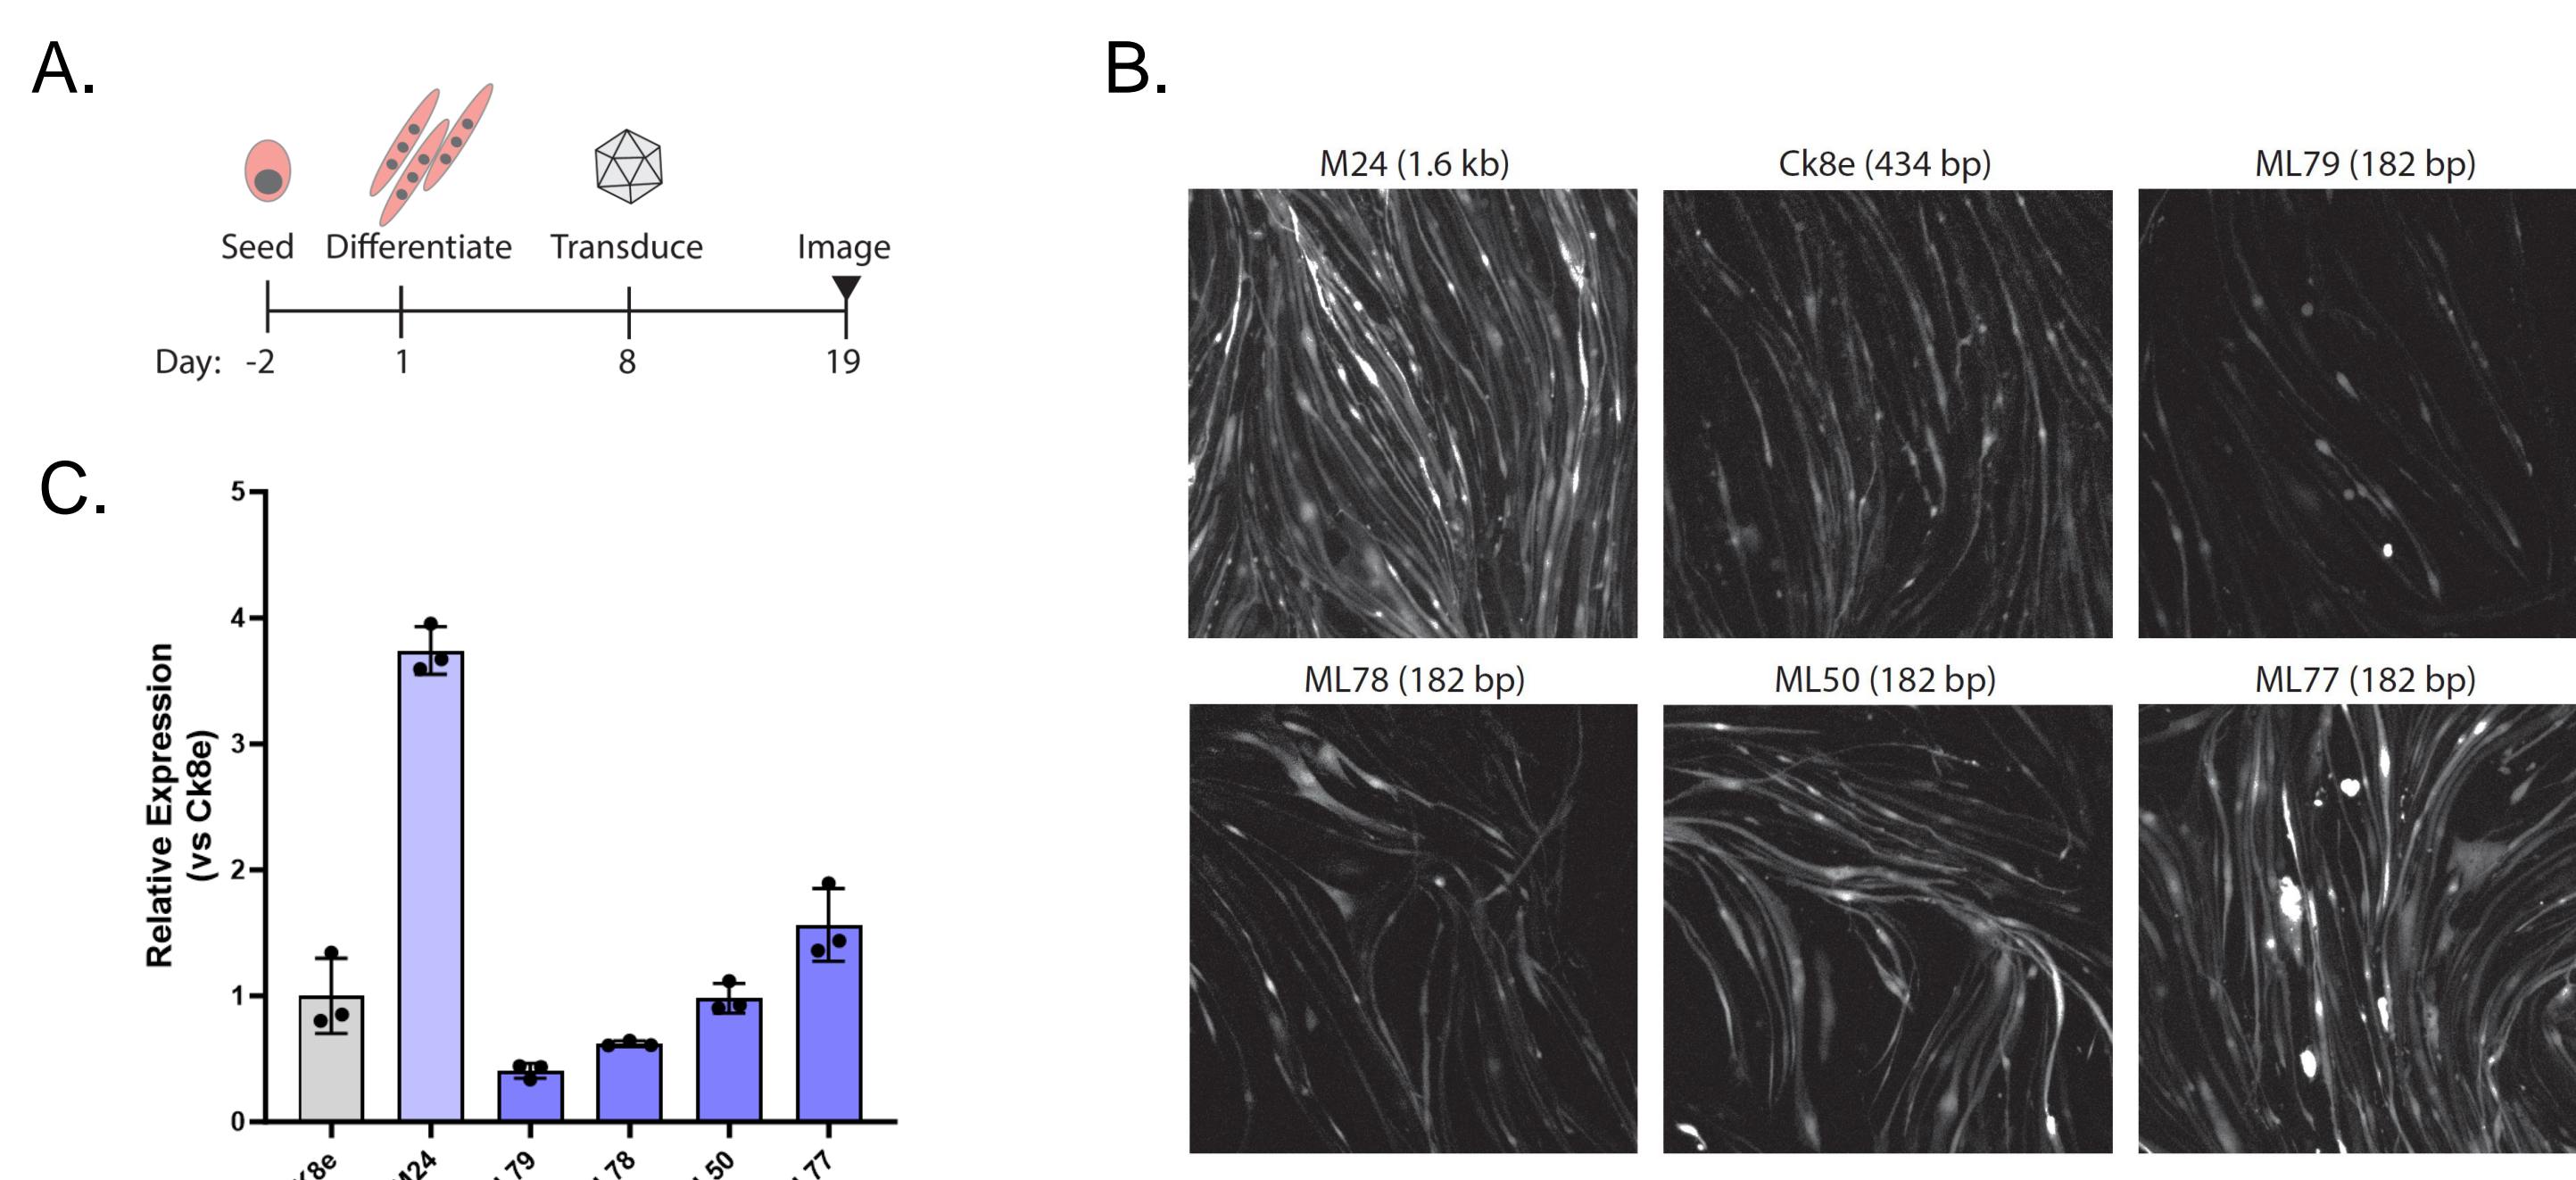 A.
Seed Differentiate Transduce Image
Day: -2 1 8 19
B.
M24 (1.6 kb) Ck8e (434 bp) ML79 (182 bp)
ML78 (182 bp) ML50 (182 bp) ML77 (182 bp)
C.
Relative Expression
(vs Ck8e)
5
4
3
2
1
0